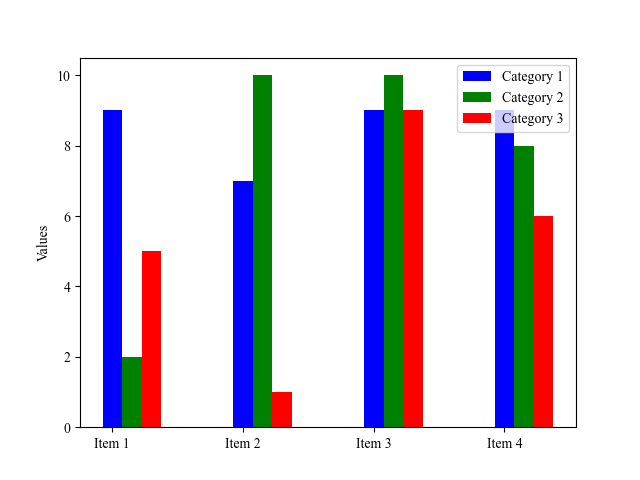 Category 1
Category 2
Category 3
Values
10
8
6
4
2
0
Item 1
Item 2
Item 3
Item 4